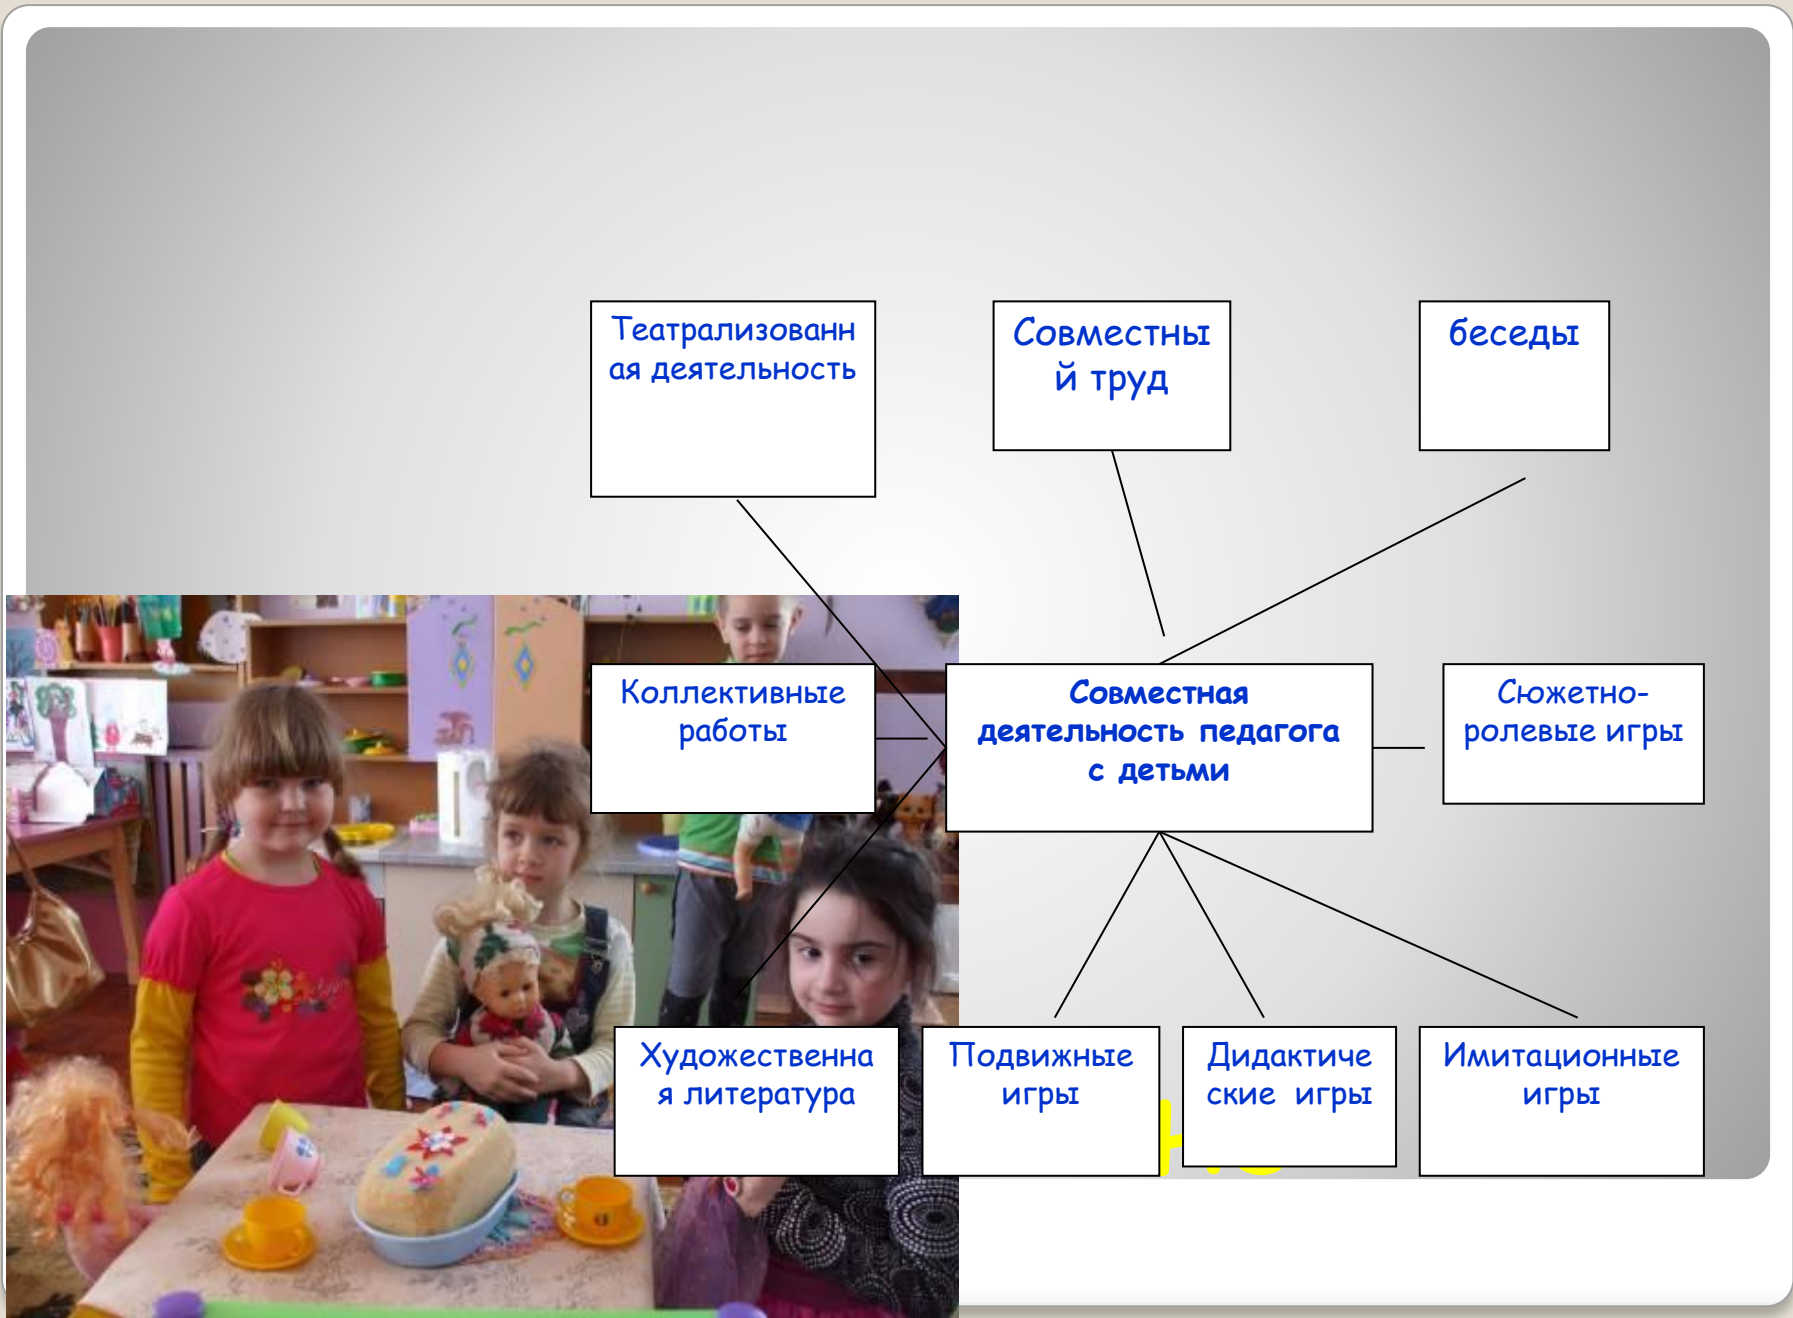 Театрализованн
ая деятельность
Совместны
й труд
беседы
Коллективные
работы
Совместная
деятельность педагога
с детьми
Сюжетно-
ролевые игры
Художественна
я литература
Подвижные
игры
Дидактиче
ские игры
Имитационные
игры